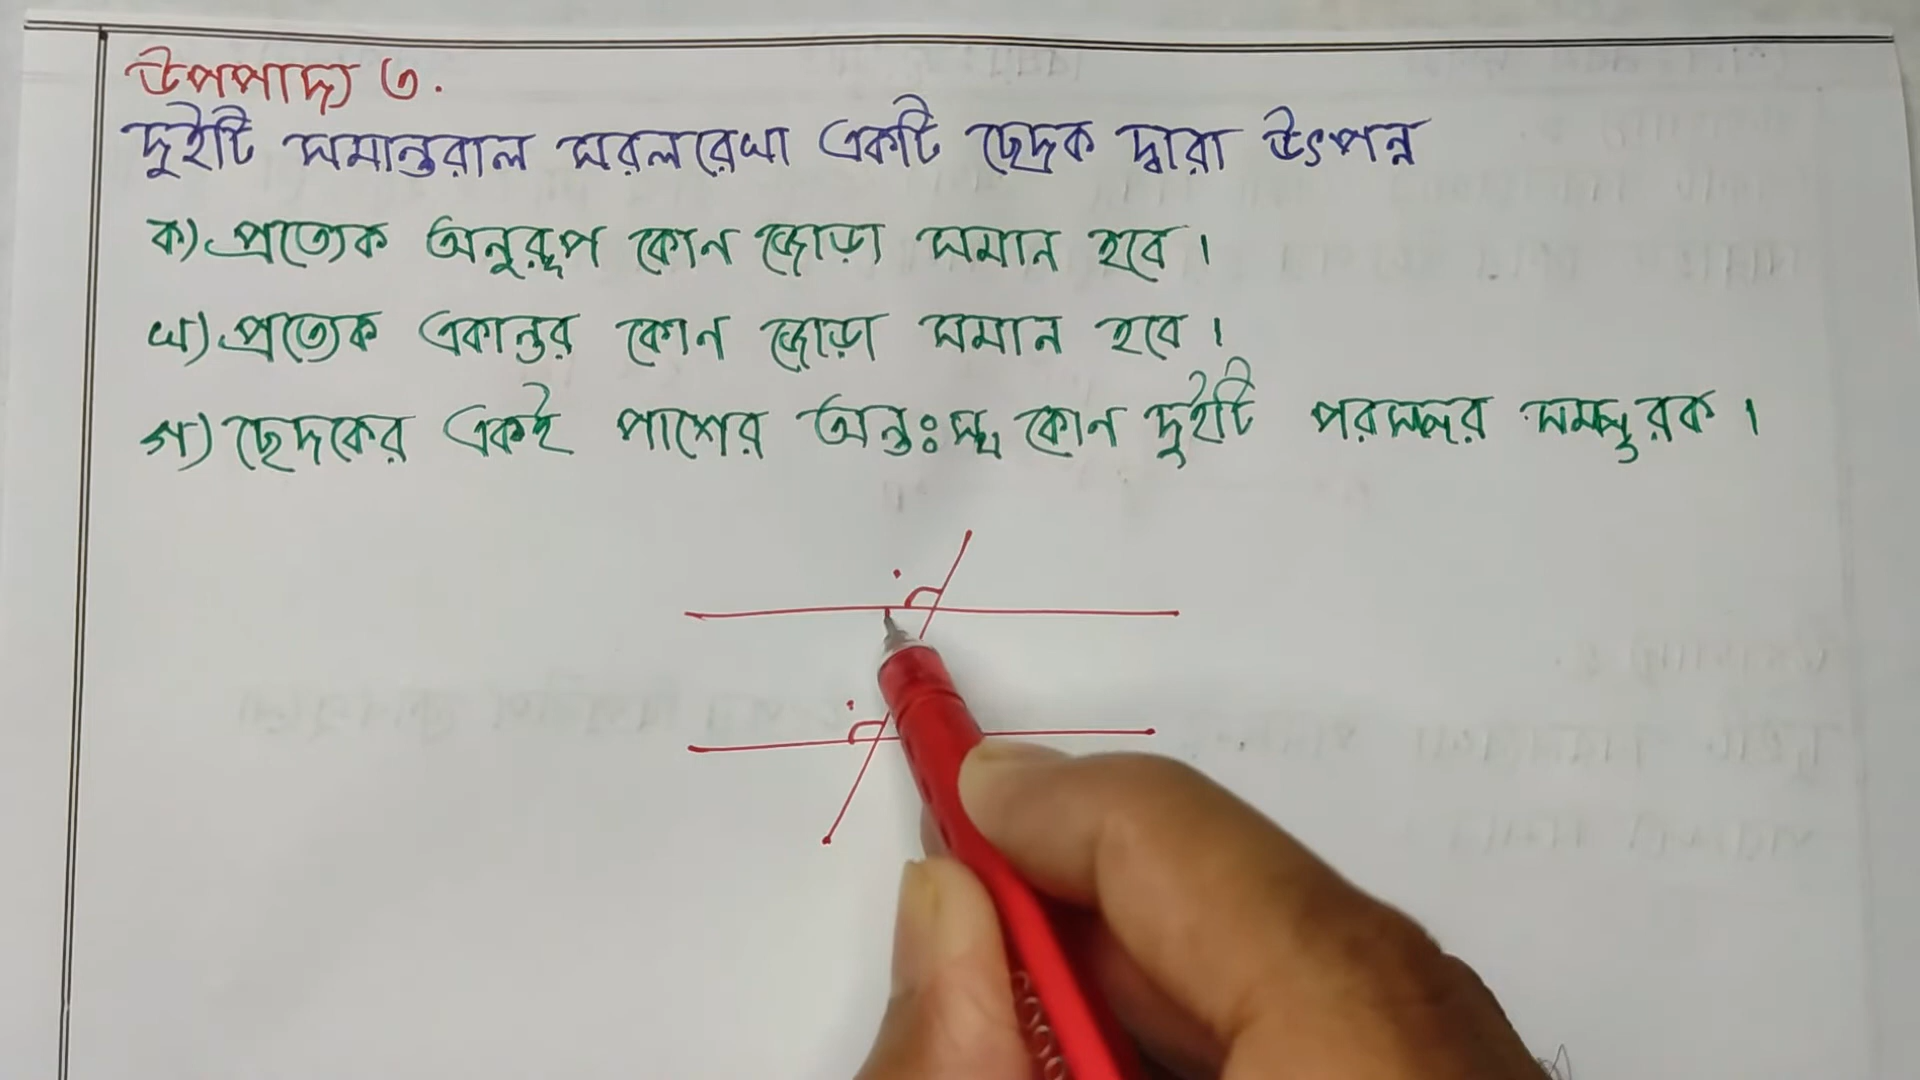 উপপাদ্য ৩.
দুইটি সমান্তরাল সরলরেখা একটি ছেদক দ্বারা উৎপন্ন
ক) প্রত্যেক অনুরূপ কোন জোড়া সমান হবে।
খ) প্রত্যেক একান্তর কোন জোড়া সমান হবে।
গ) ছেদকের একই পাশের অন্তঃস্থ কোন দুইটি পরস্পর সম্পূরক।